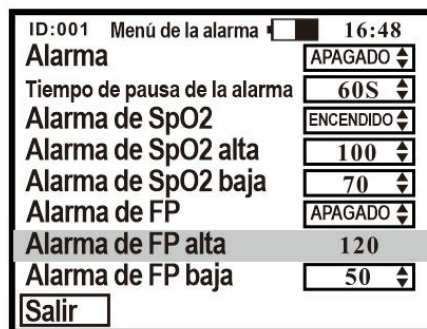 ID:001 Menú de la alarma 16:48
Alarma APAGADO
Tiempo de pausa de la alarma 60S
Alarma de SpO2 ENCENDIDO
Alarma de SpO2 alta 100
Alarma de SpO2 baja 70
Alarma de FP APAGADO
Alarma de FP alta 120
Alarma de FP baja 50
Salir